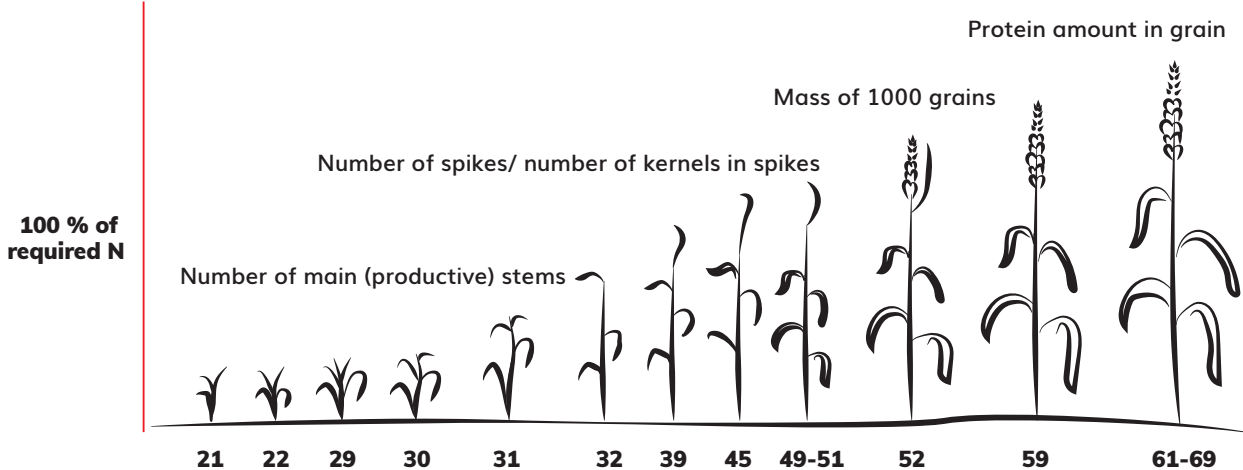 Protein amount in grain
Mass of 1000 grains
Number of spikes/ number of kernels in spikes
100 % of
required N
Number of main (productive) stems
21 22 29 30 31 32 39 45 49-51 52 59 61-69